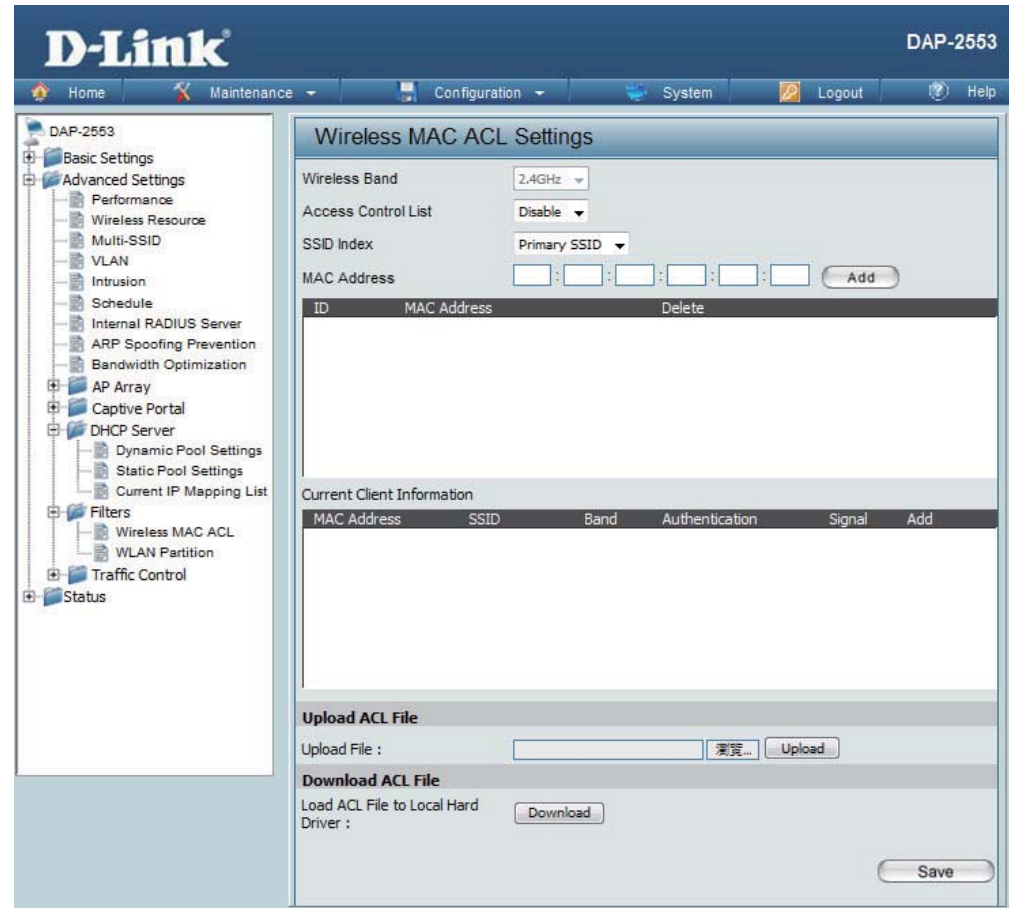 D-Link®
DAP-2553
Home Maintenance Configuration System Logout Help
DAP-2553
Basic Settings
Advanced Settings
Performance
Wireless Resource
Multi-SSID
VLAN
Intrusion
Schedule
Internal RADIUS Server
ARP Spoofing Prevention
Bandwidth Optimization
AP Array
Captive Portal
DHCP Server
Dynamic Pool Settings
Static Pool Settings
Current IP Mapping List
Filters
Wireless MAC ACL
WLAN Partition
Traffic Control
Status
Wireless MAC ACL Settings
Wireless Band 2.4GHz
Access Control List Disable
SSID Index Primary SSID
MAC Address : : : : : Add
ID MAC Address Delete
Current Client Information
MAC Address SSID Band Authentication Signal Add
Upload ACL File
Upload File : 瀏覽... Upload
Download ACL File
Load ACL File to Local Hard
Driver : Download
Save